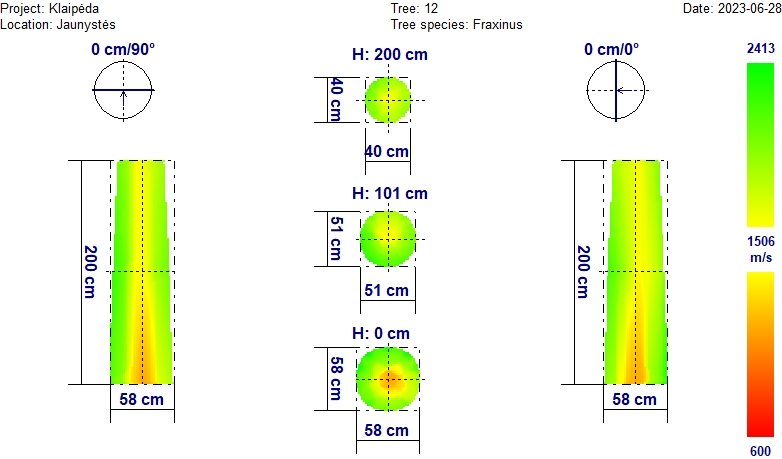 Project: Klaipėda
Tree: 12
Date: 2023-06-28
Location: Jaunystės
Tree species: Fraxinus
0 cm/90°
H: 200 cm
0 cm/0°
2413
40 cm
40 cm
H: 101 cm
200 cm
51 cm
200 cm
1506
m/s
51 cm
H: 0 cm
58 cm
58 cm
58 cm
58 cm
600